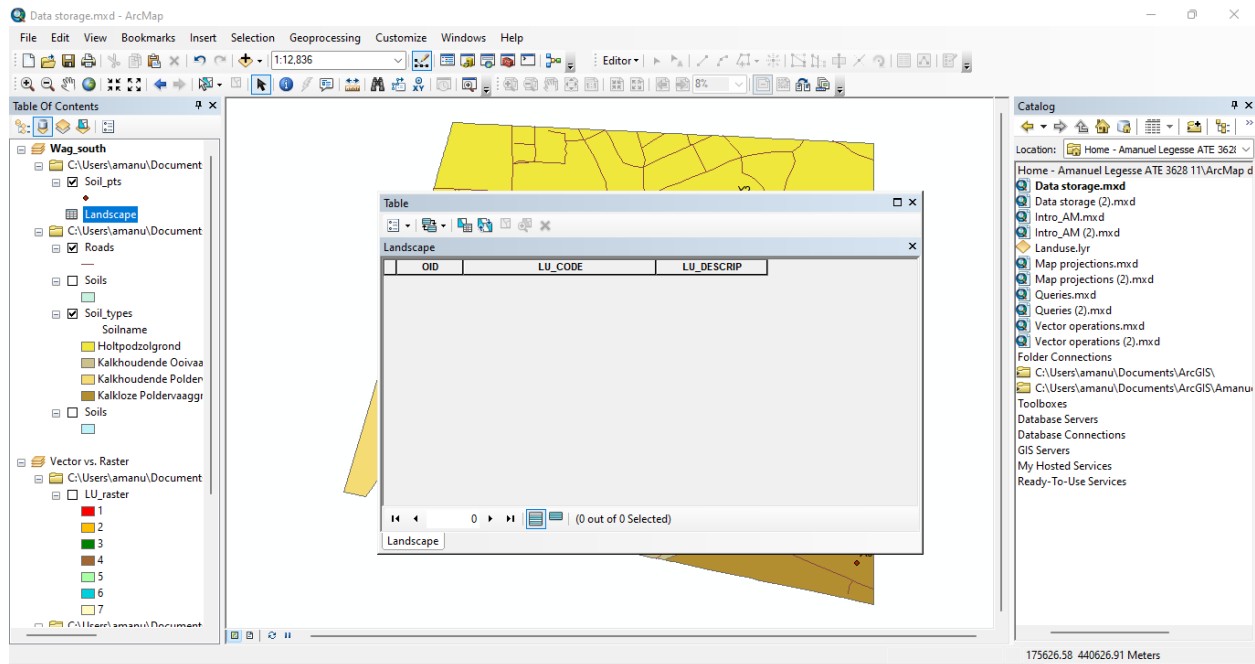 Data storage.mxd - ArcMap
File Edit View Bookmarks Insert Selection Geoprocessing Customize Windows Help
1:12,836
Editor
8%
Table Of Contents
Wag_south
C:\Users\amanu\Document
Soil_pts
Landscape
C:\Users\amanu\Document
Roads
Soils
Soil_types
Soilname
Holtpodzolgrond
Kalkhoudende Ooivaa
Kalkhoudende Polder
Kalkloze Poldervaaggr
Soils
Vector vs. Raster
C:\Users\amanu\Document
LU_raster
1
2
3
4
5
6
7
C:\Users\amanu\Document
Table
Landscape
OID LU_CODE LU_DESCRIP
0 (0 out of 0 Selected)
Landscape
Catalog
Location: Home - Amanuel Legesse ATE 3628
Home - Amanuel Legesse ATE 3628 11\ArcMap d
Data storage.mxd
Data storage (2).mxd
Intro_AM.mxd
Intro_AM (2).mxd
Landuse.lyr
Map projections.mxd
Map projections (2).mxd
Queries.mxd
Queries (2).mxd
Vector operations.mxd
Vector operations (2).mxd
Folder Connections
C:\Users\amanu\Documents\ArcGIS\
C:\Users\amanu\Documents\ArcGIS\Amanu
Toolboxes
Database Servers
Database Connections
GIS Servers
My Hosted Services
Ready-To-Use Services
175626.58 440626.91 Meters